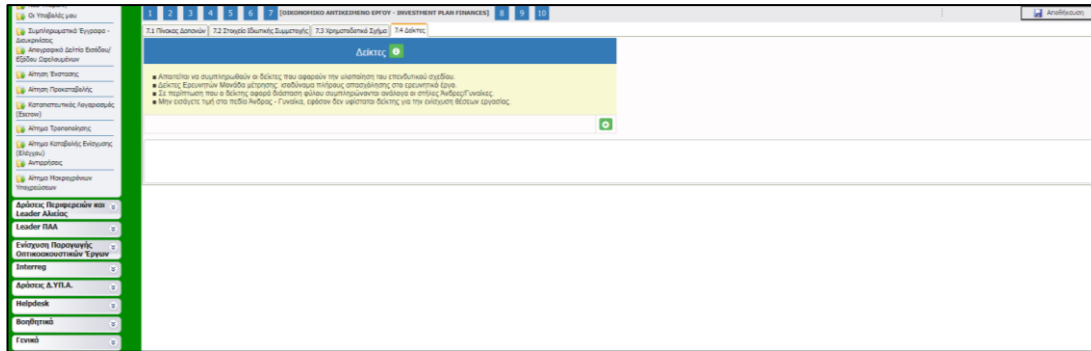 Οι Υποβολές μου
Συμπληρωματικά Έγγραφα -
Διευκρινίσεις
Απογραφικά Δελτία Εισόδου/
Εξόδου Ωφελουμένων
Αίτηση Ένστασης
Αίτηση Προκαταβολής
Καταπιστευτικός Λογαριασμός
(Escrow)
Αίτημα Τροποποίησης
Αίτημα Καταβολής Ενίσχυσης
(Ελέγχου)
Αντιρρήσεις
Αίτημα Μακροχρόνιων
Υποχρεώσεων
Δράσεις Περιφερειών και
Leader Αλιείας
Leader ΠΑΑ
Ενίσχυση Παραγωγής
Οπτικοακουστικών Έργων
Interreg
Δράσεις Δ.ΥΠ.Α.
Helpdesk
Βοηθητικά
Γενικά
1 2 3 4 5 6 7 [ΟΙΚΟΝΟΜΙΚΟ ΑΝΤΙΚΕΙΜΕΝΟ ΕΡΓΟΥ - INVESTMENT PLAN FINANCES] 8 9 10
Αποθήκευση
7.1 Πίνακας Δαπανών 7.2 Στοιχεία Ιδιωτικής Συμμετοχής 7.3 Χρηματοδοτικό Σχήμα 7.4 Δείκτες
Δείκτες
■ Απαιτείται να συμπληρωθούν οι δείκτες που αφορούν την υλοποίηση του επενδυτικού σχεδίου.
■ Δείκτες Ερευνητών Μονάδα μέτρησης: ισοδύναμα πλήρους απασχόλησης στο ερευνητικό έργο.
■ Σε περίπτωση που ο δείκτης αφορά διάσταση φύλου συμπληρώνονται ανάλογα οι στήλες Άνδρες/Γυναίκες.
■ Μην εισάγετε τιμή στα πεδία Άνδρας - Γυναίκα, εφόσον δεν υφίσταται δείκτης για την ενίσχυση θέσεων εργασίας.